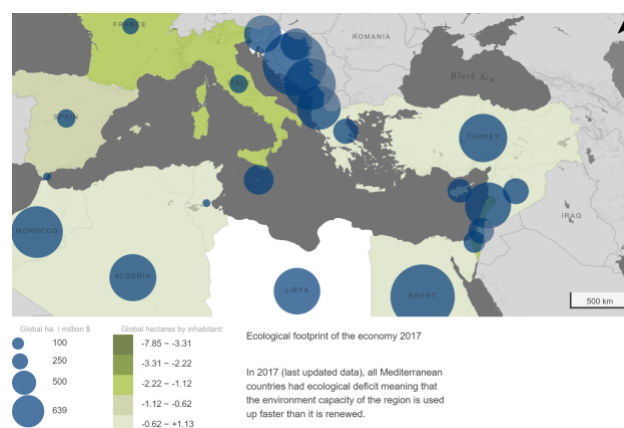 FRANCE
ROMANIA
Black Sea
ITALY
SPAIN
TURKEY
IRAQ
MOROCCO
ALGERIA
LIBYA
EGYPT
500 km
Global ha. / million $
100
250
500
639
Global hectares by inhabitant:
-7.85 – -3.31
-3.31 – -2.22
-2.22 – -1.12
-1.12 – -0.62
-0.62 – +1.13
Ecological footprint of the economy 2017
In 2017 (last updated data), all Mediterranean
countries had ecological deficit meaning that
the environment capacity of the region is used
up faster than it is renewed.